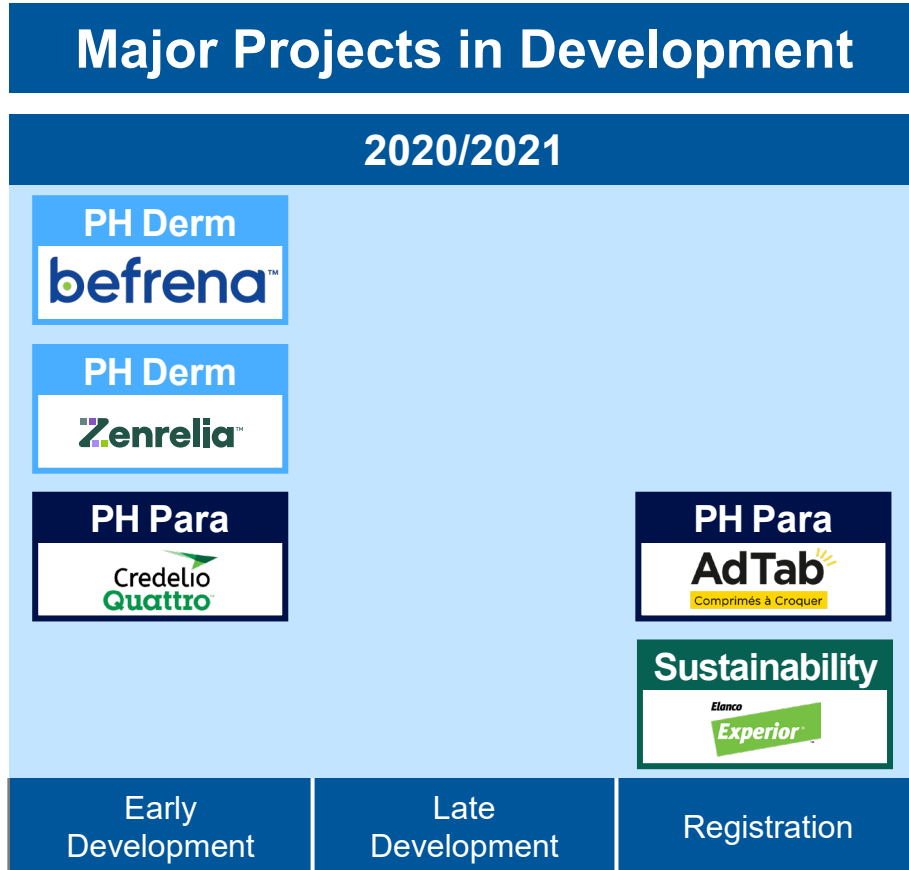 Major Projects in Development
2020/2021
PH Derm
befrena™
PH Derm
Zenrelia™
PH Para
Credelio
Quattro™
PH Para
AdTab
Comprimés à Croquer
Sustainability
Elanco
Experior™
Early
Development
Late
Development
Registration